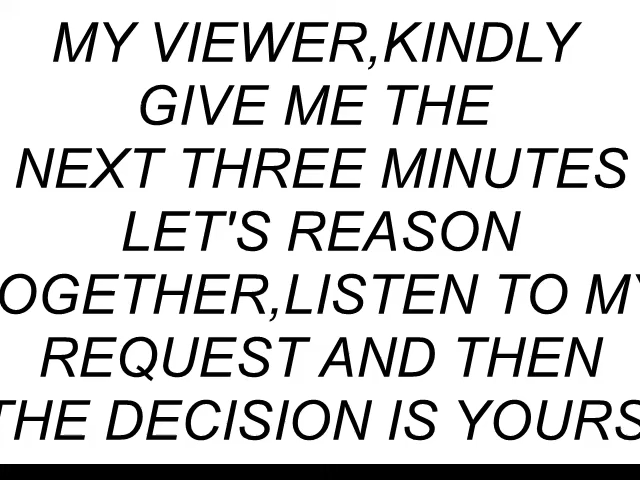 MY VIEWER,KINDLY
GIVE ME THE
NEXT THREE MINUTES
LET'S REASON
OGETHER,LISTEN TO MY
REQUEST AND THEN
THE DECISION IS YOURS